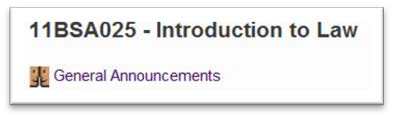 11BSA025 - Introduction to Law
General Announcements